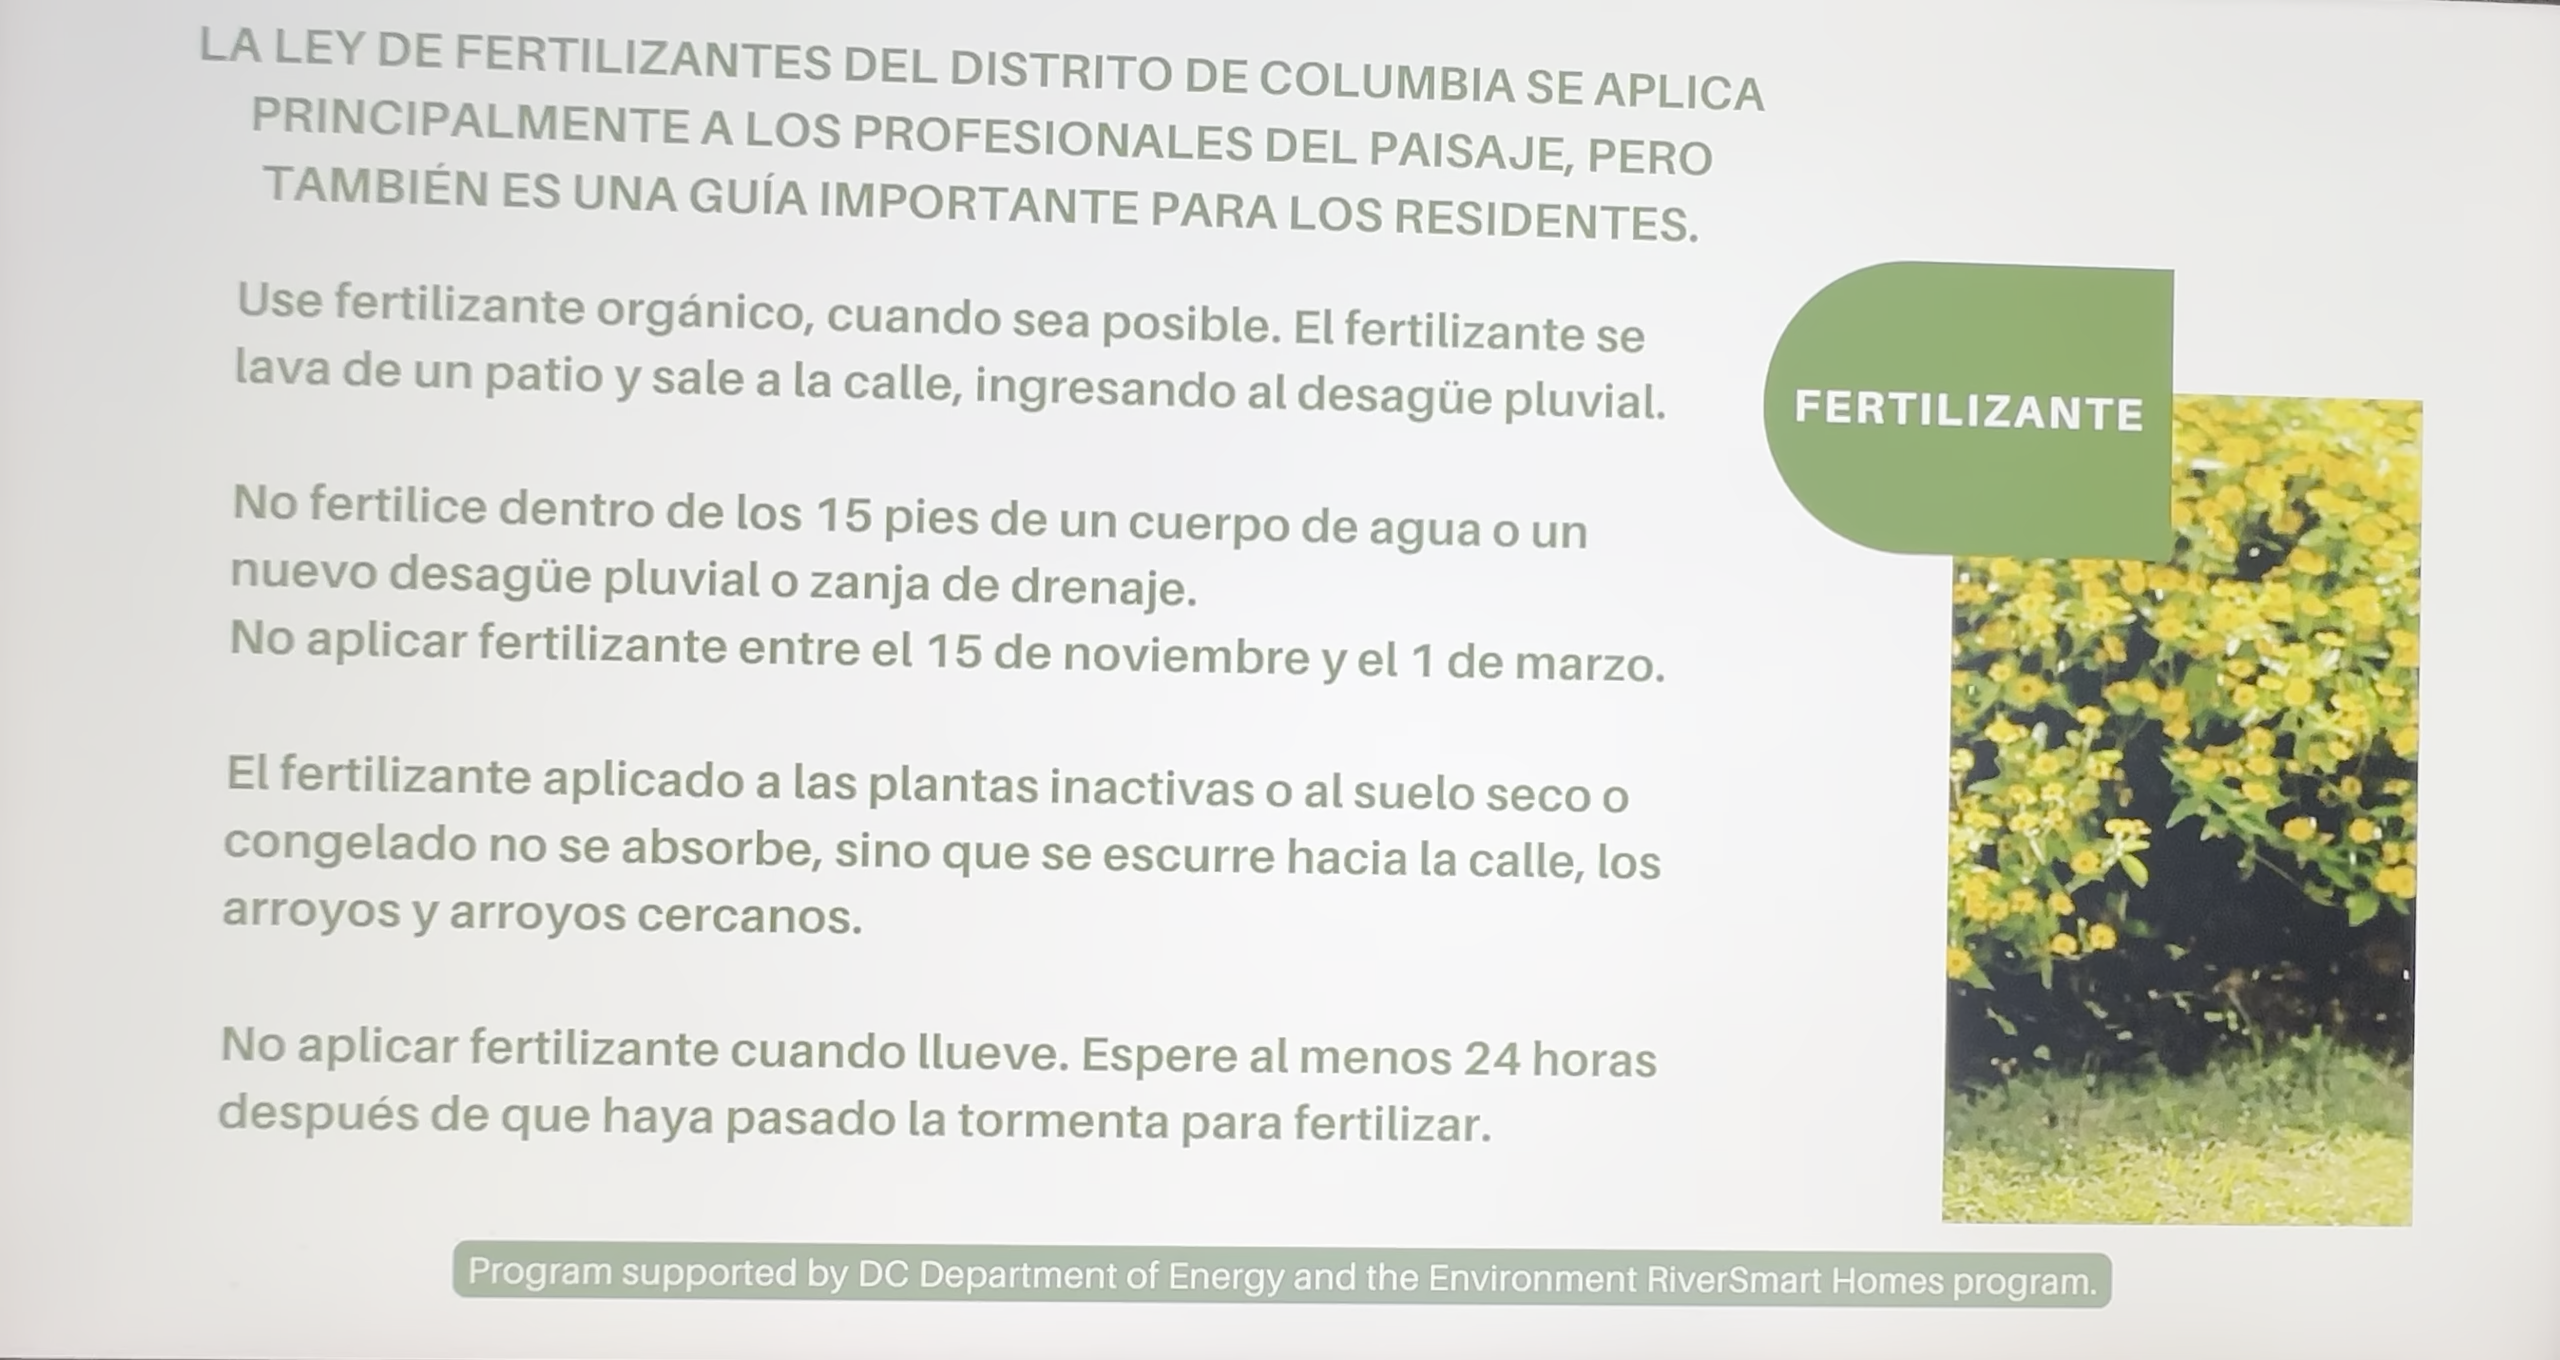 LA LEY DE FERTILIZANTES DEL DISTRITO DE COLUMBIA SE APLICA
PRINCIPALMENTE A LOS PROFESIONALES DEL PAISAJE, PERO
TAMBIÉN ES UNA GUÍA IMPORTANTE PARA LOS RESIDENTES.
Use fertilizante orgánico, cuando sea posible. El fertilizante se
lava de un patio y sale a la calle, ingresando al desagüe pluvial.
No fertilice dentro de los 15 pies de un cuerpo de agua o un
nuevo desagüe pluvial o zanja de drenaje.
No aplicar fertilizante entre el 15 de noviembre y el 1 de marzo.
El fertilizante aplicado a las plantas inactivas o al suelo seco o
congelado no se absorbe, sino que se escurre hacia la calle, los
arroyos y arroyos cercanos.
No aplicar fertilizante cuando llueve. Espere al menos 24 horas
después de que haya pasado la tormenta para fertilizar.
FERTILIZANTE
Program supported by DC Department of Energy and the Environment RiverSmart Homes program.